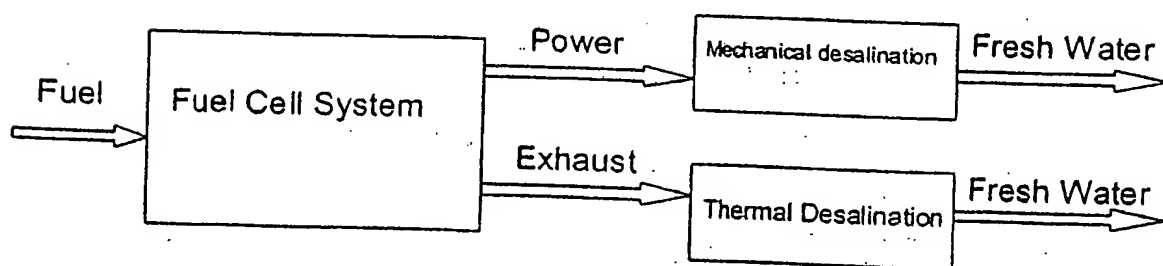 Fuel
Fuel Cell System
Power
Mechanical desalination
Fresh Water
Exhaust
Thermal Desalination
Fresh Water